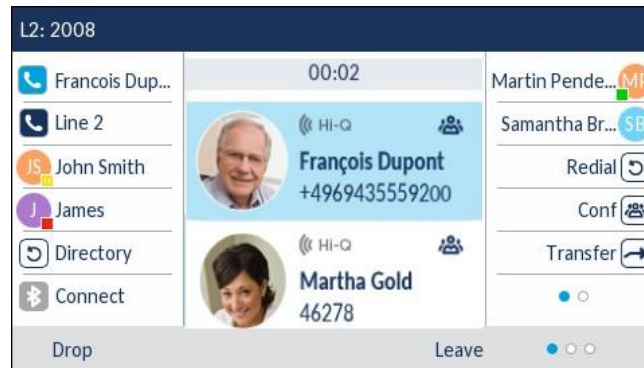 L2: 2008
Francois Dup...
Line 2
JS John Smith
J James
Directory
Connect
00:02
HI-Q
François Dupont
+4969435559200
HI-Q
Martha Gold
46278
Martin Pende... MP
Samantha Br... SB
Redial
Conf
Transfer
Drop
Leave